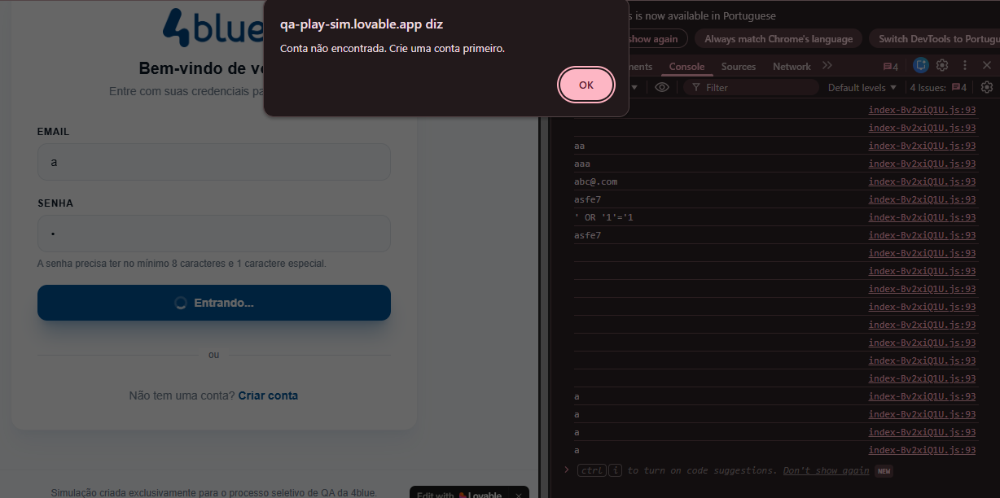 4blue
Bem-vindo de
Entre com suas credenciais
EMAIL
a
SENHA
•
A senha precisa ter no mínimo 8 caracteres e 1 caractere especial.
Entrando...
ou
Não tem uma conta? Criar conta
Simulação criada exclusivamente para o processo seletivo de QA da 4blue.
Edit with Lovable ×
qa-play-sim.lovable.app diz
Conta não encontrada. Crie uma conta primeiro.
OK
is now available in Portuguese
show again
Always match Chrome's language
Switch DevTools to
Console
Sources
Network
4
Filter
Default levels
4 Issues: 4
index-Bv2xiQ1U.js:93
index-Bv2xiQ1U.js:93
aa index-Bv2xiQ1U.js:93
aaa index-Bv2xiQ1U.js:93
abc@.com index-Bv2xiQ1U.js:93
asfe7 index-Bv2xiQ1U.js:93
' OR '1'='1 index-Bv2xiQ1U.js:93
asfe7 index-Bv2xiQ1U.js:93
index-Bv2xiQ1U.js:93
index-Bv2xiQ1U.js:93
index-Bv2xiQ1U.js:93
index-Bv2xiQ1U.js:93
index-Bv2xiQ1U.js:93
index-Bv2xiQ1U.js:93
index-Bv2xiQ1U.js:93
index-Bv2xiQ1U.js:93
a index-Bv2xiQ1U.js:93
a index-Bv2xiQ1U.js:93
a index-Bv2xiQ1U.js:93
a index-Bv2xiQ1U.js:93
ctrl i to turn on code suggestions. Don't show again NEW